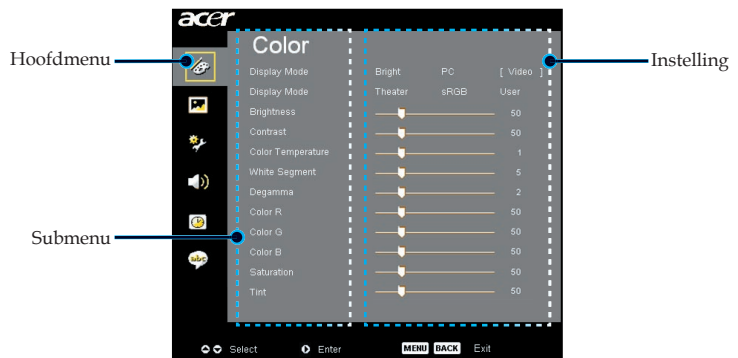 acer
Color
Hoofdmenu
Instelling
Display Mode Bright PC [ Video ]
Display Mode Theater sRGB User
Brightness 50
Contrast 50
Color Temperature 1
White Segment 5
Degamma 2
Color R 50
Submenu
Color G 50
Color B 50
abc
Saturation 50
Tint 50
Select Enter MENU BACK Exit